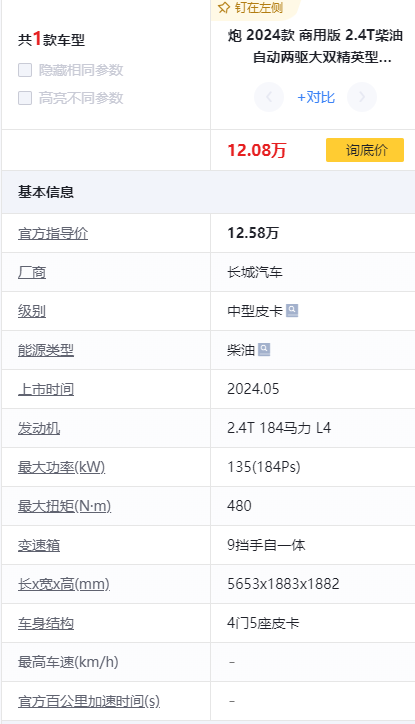 钉在左侧
共1款车型
隐藏相同参数
高亮不同参数
炮 2024款 商用版 2.4T柴油
自动两驱大双精英型...
+对比
12.08万 询底价
基本信息
官方指导价 12.58万
厂商 长城汽车
级别 中型皮卡
能源类型 柴油
上市时间 2024.05
发动机 2.4T 184马力 L4
最大功率(kW) 135(184Ps)
最大扭矩(N·m) 480
变速箱 9挡手自一体
长x宽x高(mm) 5653x1883x1882
车身结构 4门5座皮卡
最高车速(km/h) -
官方百公里加速时间(s) -